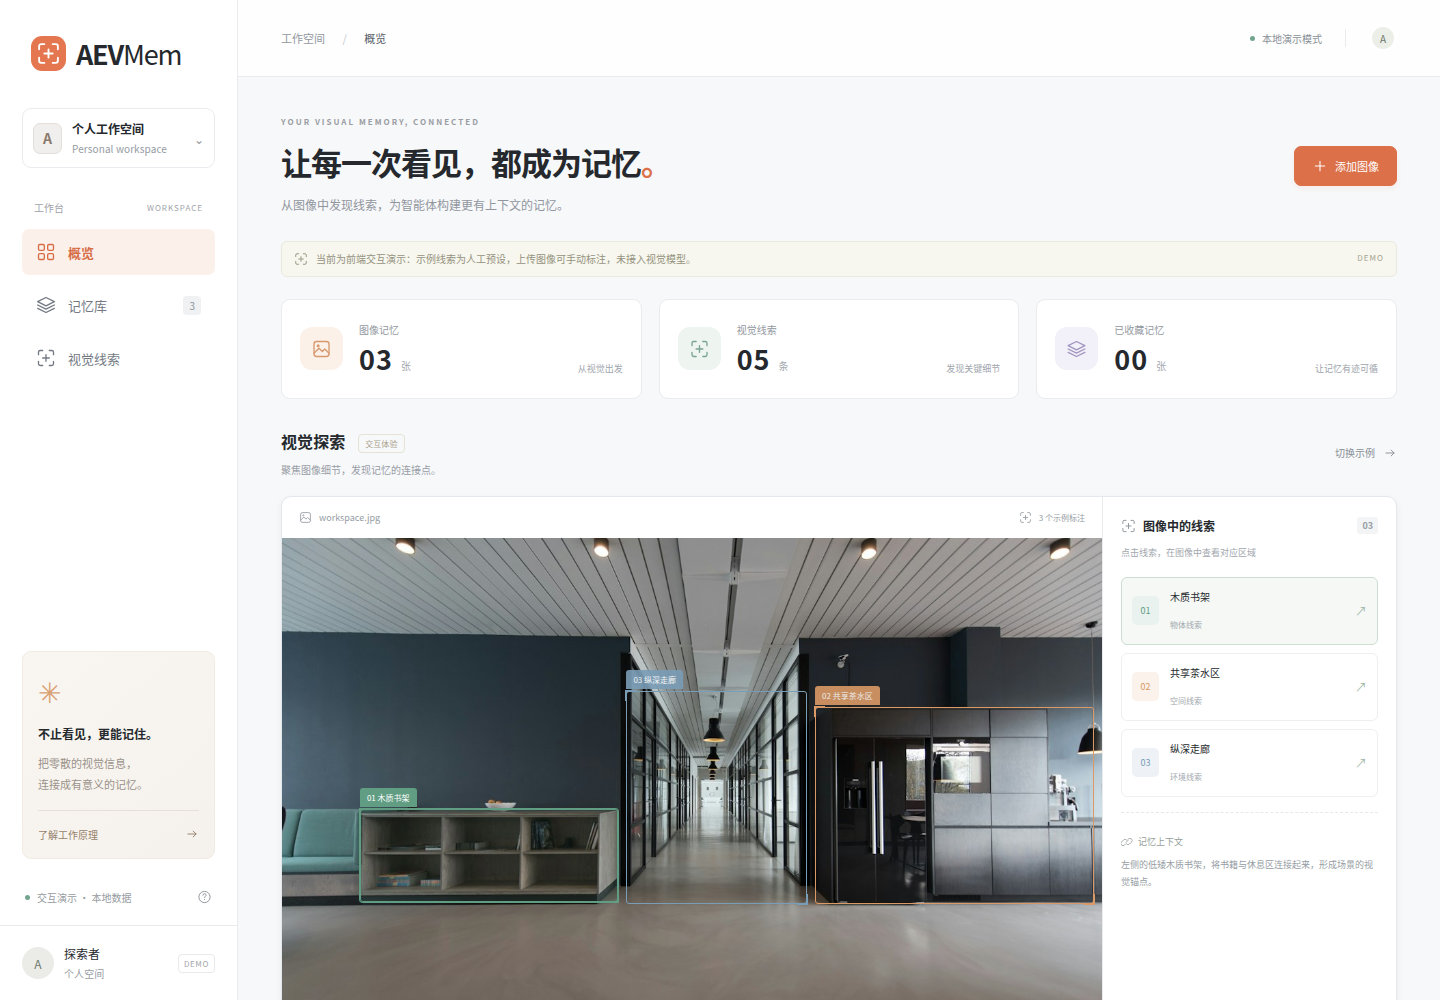 AEVMem
A
个人工作空间
Personal workspace
工作台
WORKSPACE
概览
记忆库
3
视觉线索
不止看见，更能记住。
把零散的视觉信息，
连接成有意义的记忆。
了解工作原理
交互演示 · 本地数据
A
探索者
个人空间
DEMO
工作空间 / 概览
本地演示模式
A
YOUR VISUAL MEMORY, CONNECTED
让每一次看见，都成为记忆。
从图像中发现线索，为智能体构建更有上下文的记忆。
添加图像
当前为前端交互演示：示例线索为人工预设，上传图像可手动标注，未接入视觉模型。
DEMO
图像记忆
03 张
从视觉出发
视觉线索
05 条
发现关键细节
已收藏记忆
00 张
让记忆有迹可循
视觉探索
交互体验
聚焦图像细节，发现记忆的连接点。
切换示例
workspace.jpg
3 个示例标注
03 纵深走廊
02 共享茶水区
01 木质书架
图像中的线索
03
点击线索，在图像中查看对应区域
01
木质书架
物体线索
02
共享茶水区
空间线索
03
纵深走廊
环境线索
记忆上下文
左侧的低矮木质书架，将书籍与休息区连接起来，形成场景的视
觉锚点。